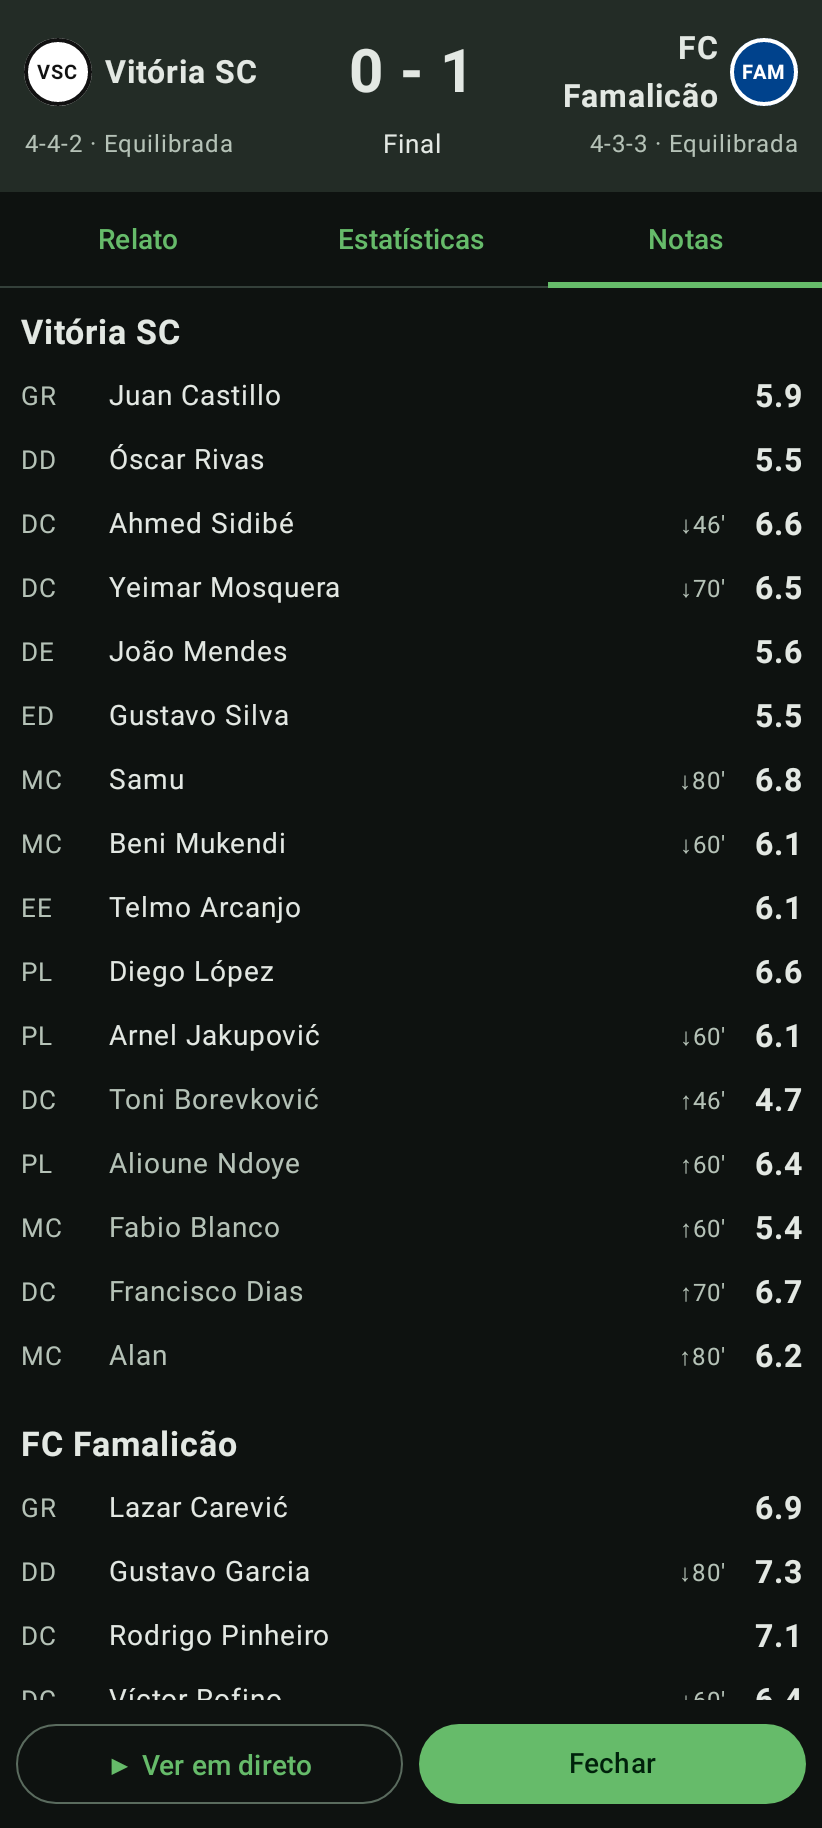 VSC Vitória SC 0 - 1 FC Famalicão FAM
4-4-2 · Equilibrada Final 4-3-3 · Equilibrada
Relato Estatísticas Notas
Vitória SC
GR Juan Castillo 5.9
DD Óscar Rivas 5.5
DC Ahmed Sidibé ↓46' 6.6
DC Yeimar Mosquera ↓70' 6.5
DE João Mendes 5.6
ED Gustavo Silva 5.5
MC Samu ↓80' 6.8
MC Beni Mukendi ↓60' 6.1
EE Telmo Arcanjo 6.1
PL Diego López 6.6
PL Arnel Jakupović ↓60' 6.1
DC Toni Borevković ↑46' 4.7
PL Alioune Ndoye ↑60' 6.4
MC Fabio Blanco ↑60' 5.4
DC Francisco Dias ↑70' 6.7
MC Alan ↑80' 6.2
FC Famalicão
GR Lazar Carević 6.9
DD Gustavo Garcia ↓80' 7.3
DC Rodrigo Pinheiro 7.1
DC Víctor ↓60' 6.4
► Ver em direto Fechar